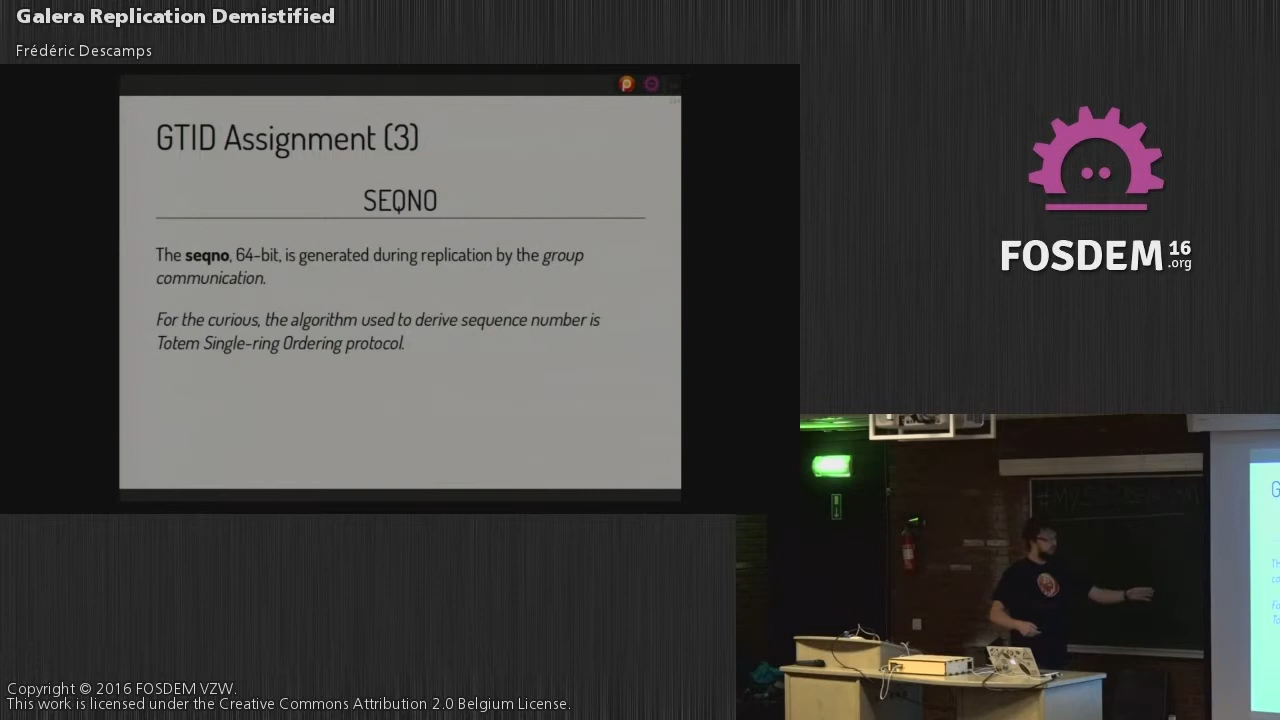 Galera Replication Demistified
Frédéric Descamps
GTID Assignment (3)
SEQNO
The seqno, 64-bit, is generated during replication by the group
communication.
For the curious, the algorithm used to derive sequence number is
Totem Single-ring Ordering protocol.
FOSDEM 16
.org
Copyright © 2016 FOSDEM VZW.
This work is licensed under the Creative Commons Attribution 2.0 Belgium License.